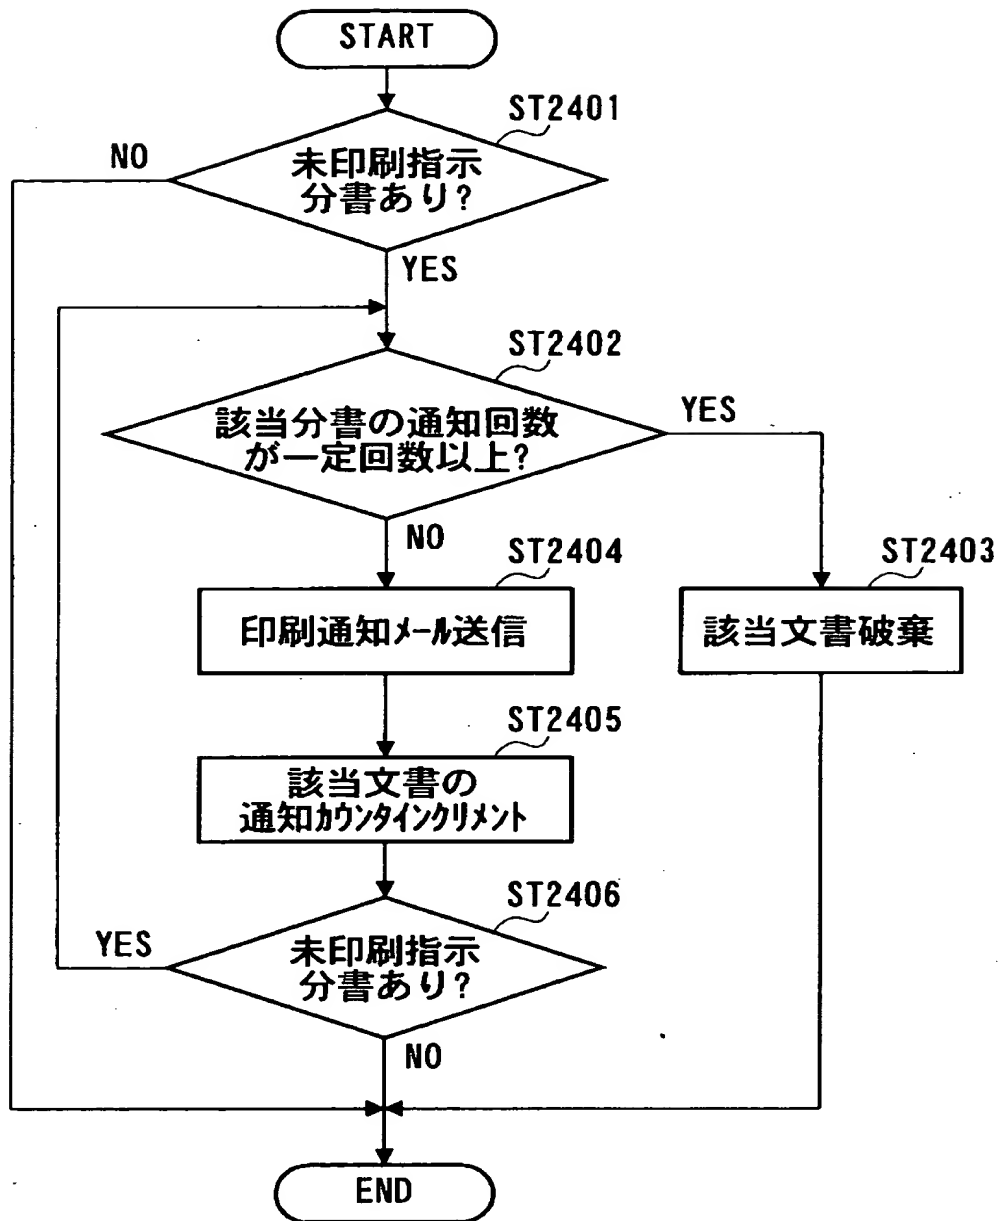 START
ST2401
NO
未印刷指示
分書あり?
YES
ST2402
該当分書の通知回数
が一定回数以上?
YES
NO
ST2404
印刷通知メール送信
ST2403
該当文書破棄
ST2405
該当文書の
通知カウンタインクリメント
ST2406
YES
未印刷指示
分書あり?
NO
END